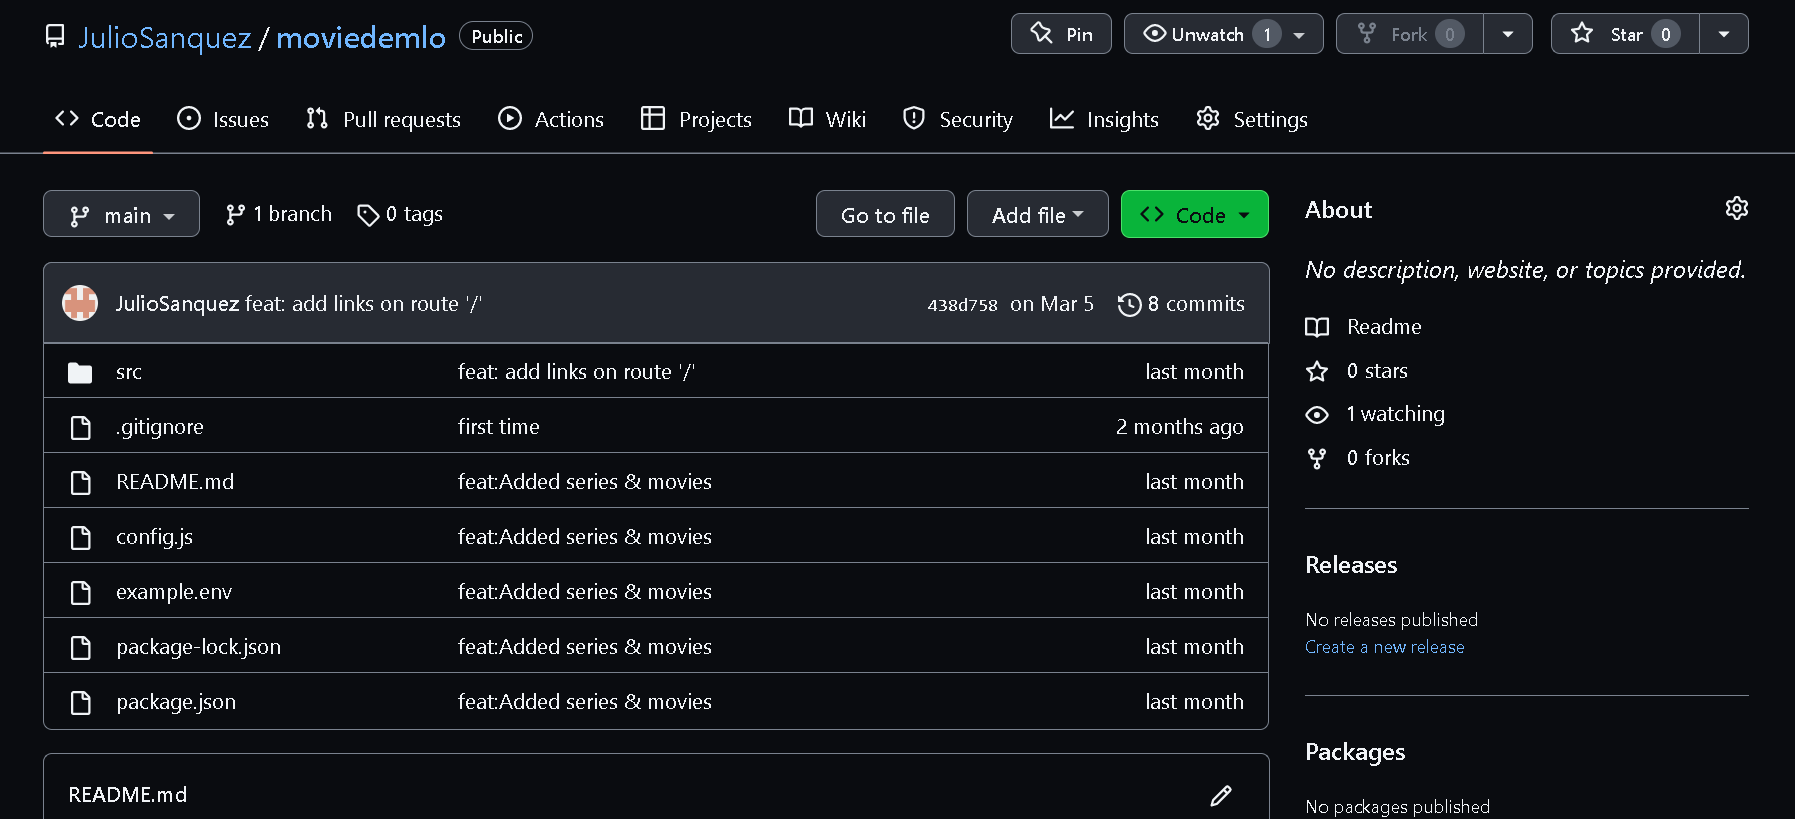 JulioSanquez / moviedemlo Public
Pin
Unwatch 1
Fork 0
Star 0
Code
Issues
Pull requests
Actions
Projects
Wiki
Security
Insights
Settings
main
1 branch
0 tags
Go to file
Add file
Code
JulioSanquez feat: add links on route '/' 438d758 on Mar 5 8 commits
src feat: add links on route '/' last month
.gitignore first time 2 months ago
README.md feat:Added series & movies last month
config.js feat:Added series & movies last month
example.env feat:Added series & movies last month
package-lock.json feat:Added series & movies last month
package.json feat:Added series & movies last month
README.md
About
No description, website, or topics provided.
Readme
0 stars
1 watching
0 forks
Releases
No releases published
Create a new release
Packages
No packages published